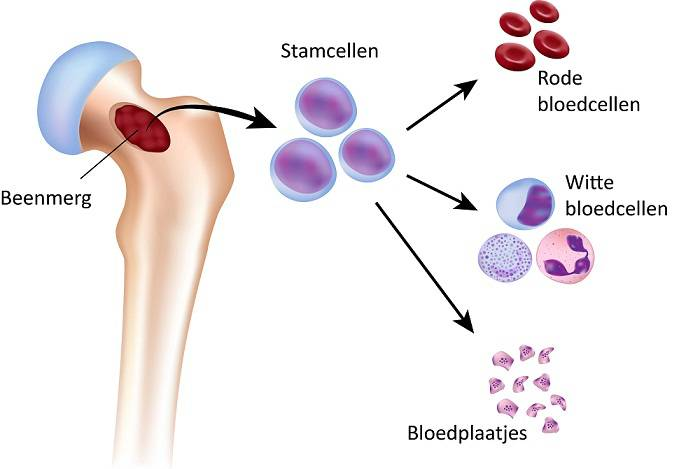 Stamcellen
Rode
bloedcellen
Beenmerg
Witte
bloedcellen
Bloedplaatjes